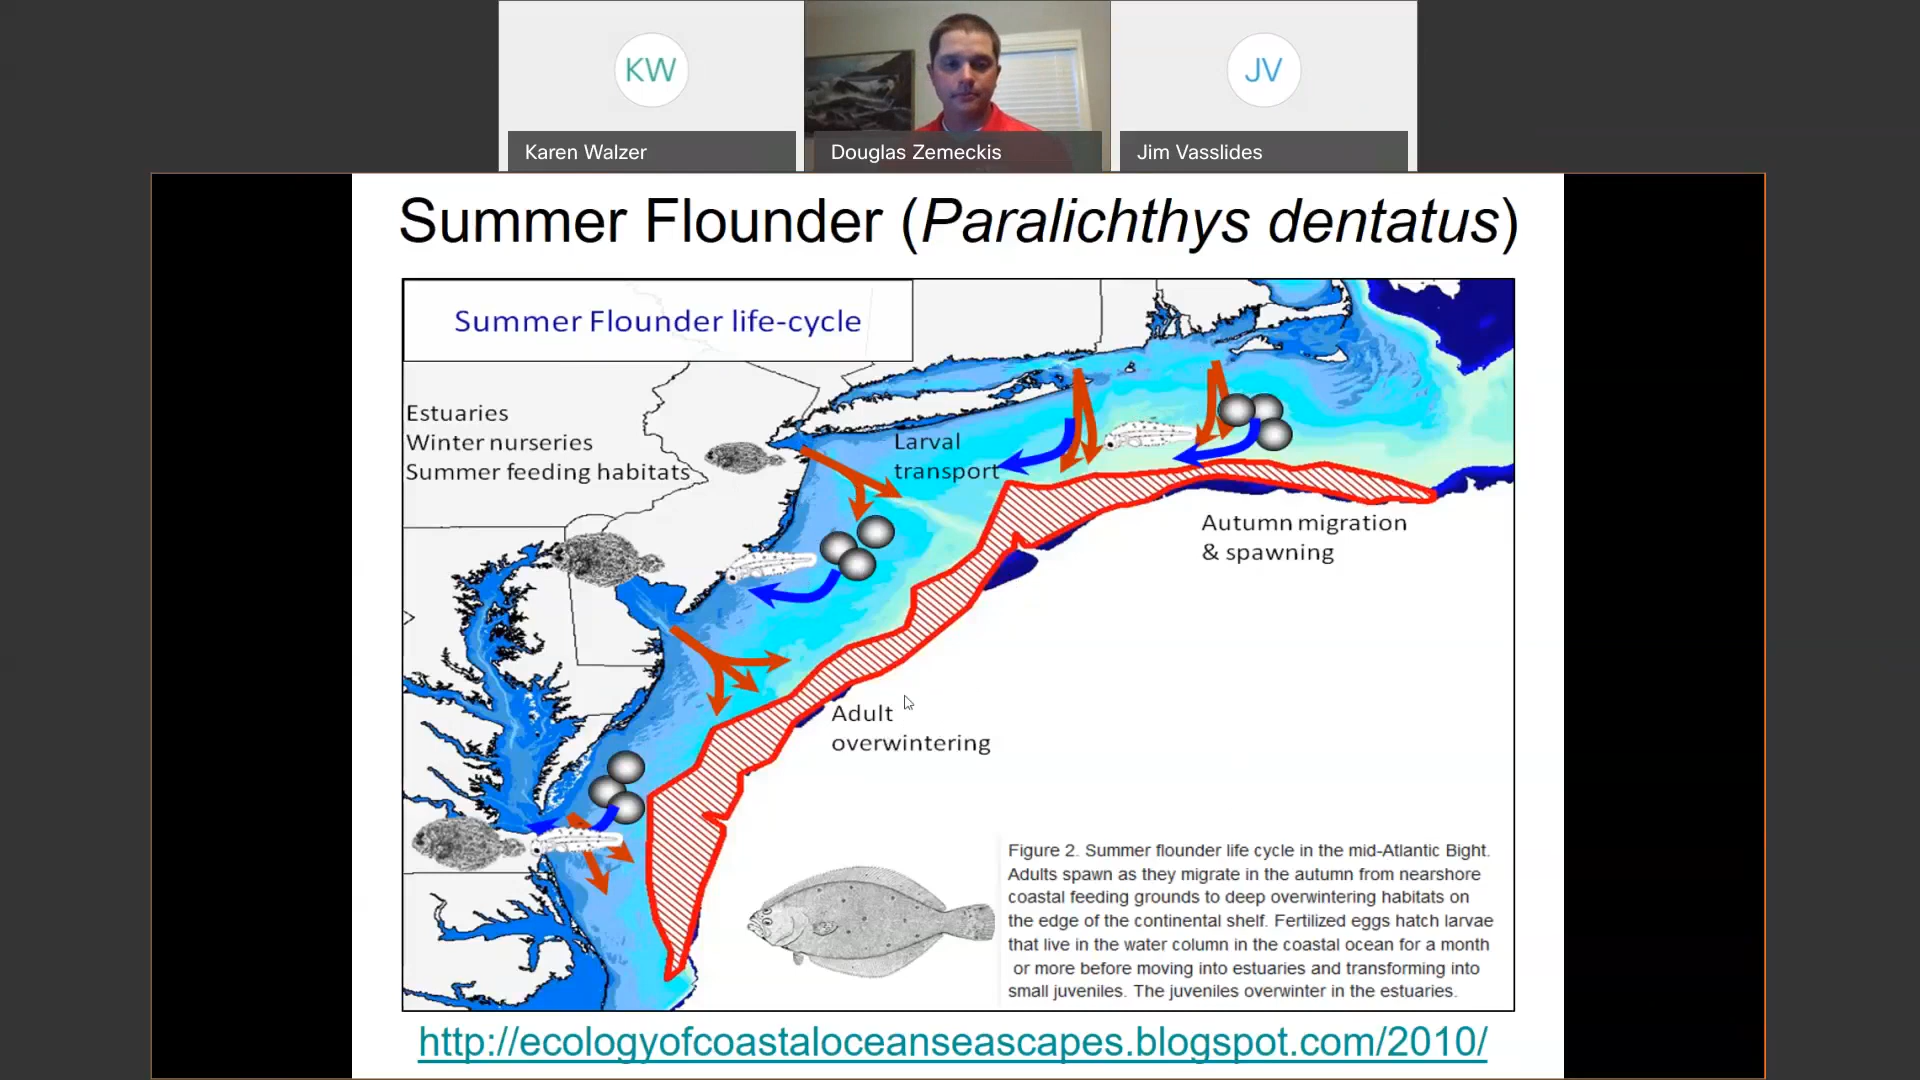 KW
JV
Karen Walzer
Douglas Zemeckis
Jim Vasslides
Summer Flounder (Paralichthys dentatus)
Summer Flounder life-cycle
Estuaries
Winter nurseries
Summer feeding habitats
Larval
transport
Autumn migration
& spawning
Adult
overwintering
Figure 2. Summer flounder life cycle in the mid-Atlantic Bight.
Adults spawn as they migrate in the autumn from nearshore
coastal feeding grounds to deep overwintering habitats on
the edge of the continental shelf. Fertilized eggs hatch larvae
that live in the water column in the coastal ocean for a month
or more before moving into estuaries and transforming into
small juveniles. The juveniles overwinter in the estuaries.
http://ecologyofcoastaloceanseascapes.blogspot.com/2010/